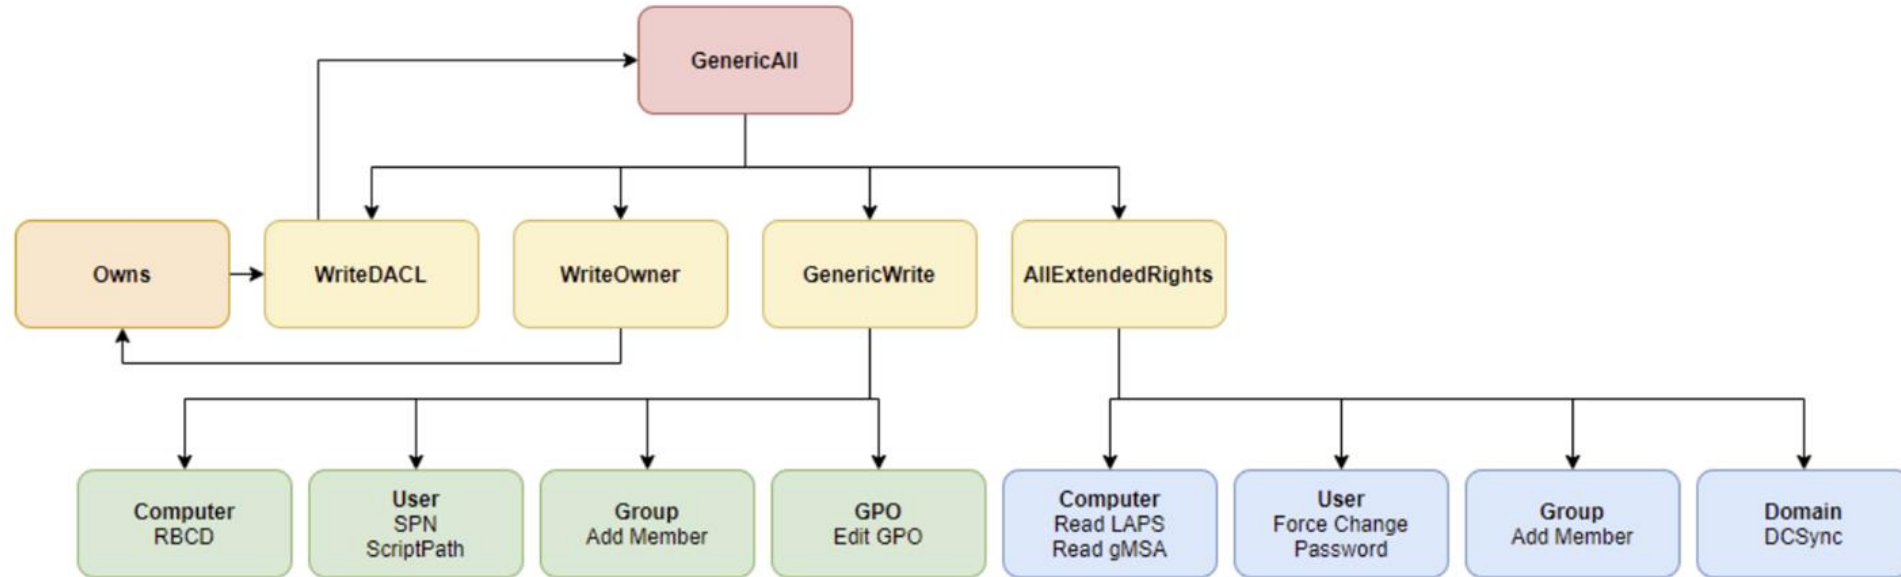 GenericAll
Owns
WriteDACL
WriteOwner
GenericWrite
AllExtendedRights
Computer
RBCD
User
SPN
ScriptPath
Group
Add Member
GPO
Edit GPO
Computer
Read LAPS
Read gMSA
User
Force Change
Password
Group
Add Member
Domain
DCSync